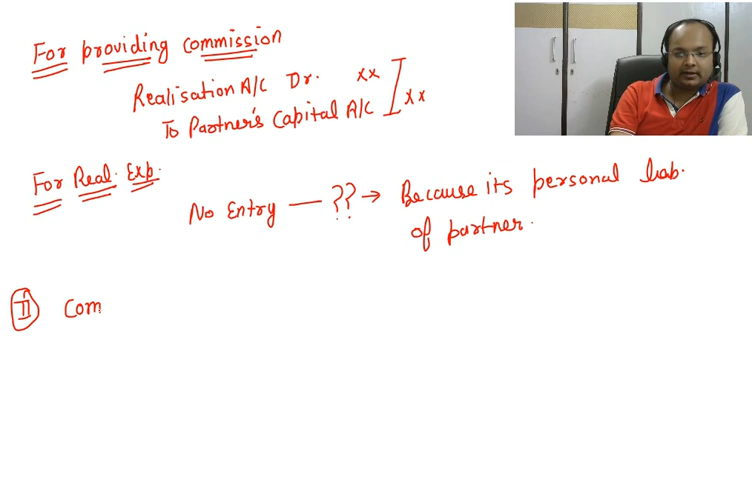 For providing commission
Realisation A/C Dr. xx
To Partner's Capital A/C xx
For Real. Exp.
No Entry — ?? → Because its personal liab.
of partner.
II Com